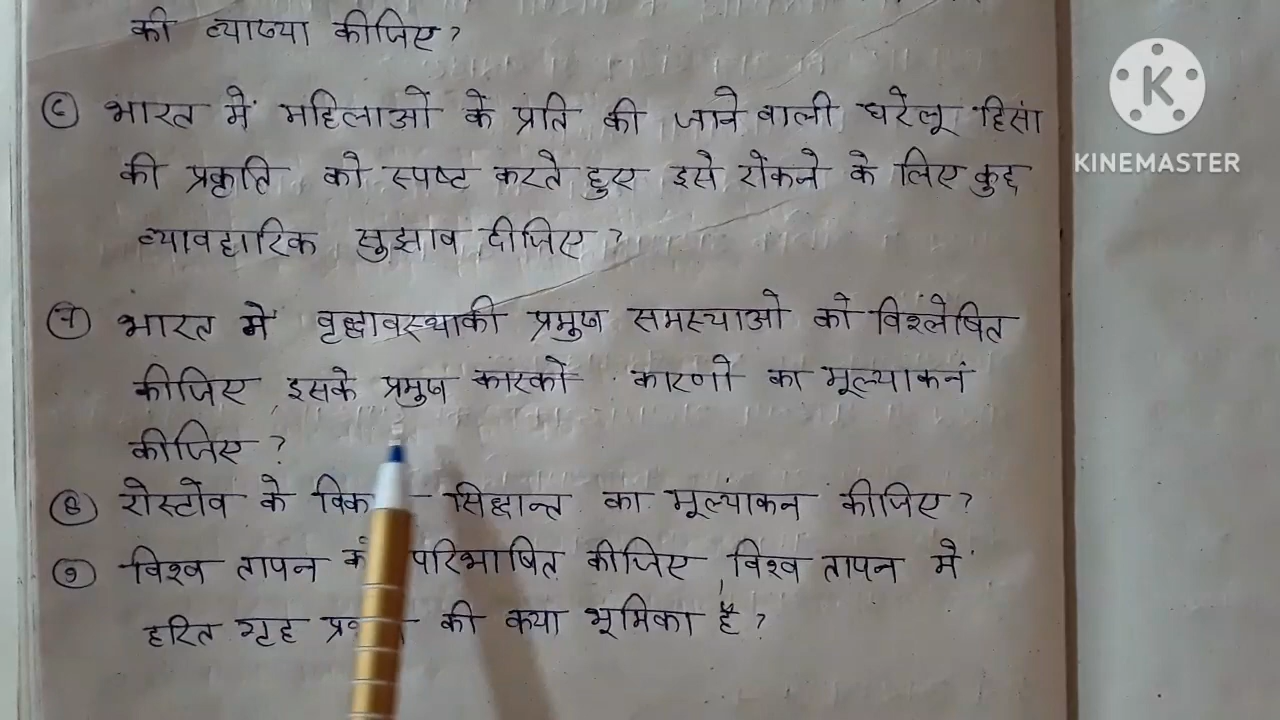 की व्याख्या कीजिए?
⑥ भारत में महिलाओं के प्रति की जाने वाली घरेलू हिंसा
की प्रकृति को स्पष्ट करते हुए इसे रोंकने के लिए कुछ
व्यावहारिक सुझाव दीजिए?
⑦ भारत में वृद्धावस्थाकी प्रमुख समस्याओ को विश्लेषित
कीजिए, इसके प्रमुख कारको कारणो का मूल्याकनं
कीजिए?
⑧ रोस्टोव के सिद्धान्त का मूल्यांकन कीजिए?
⑨ विश्व तापन को परिभाषित कीजिए, विश्व तापन में
हरित गृह की क्या भूमिका है?
K
KINEMASTER